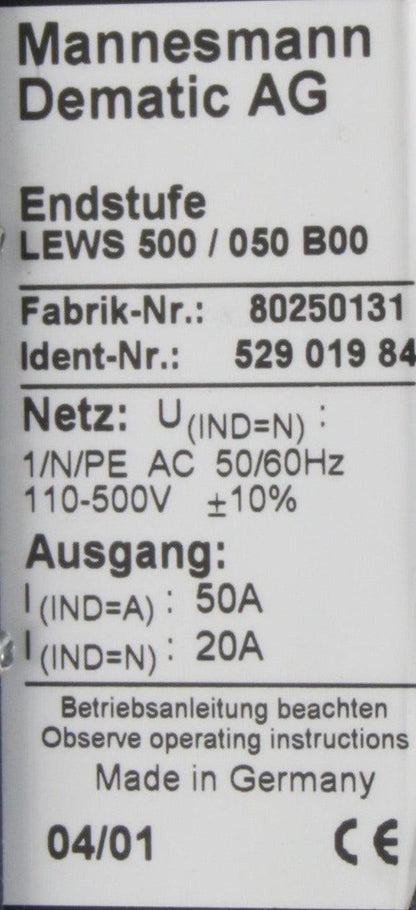 Mannesmann
Dematic AG
Endstufe
LEWS 500 / 050 B00
Fabrik-Nr.: 80250131
Ident-Nr.: 529 019 84
Netz: U(IND=N) :
1/N/PE AC 50/60Hz
110-500V ±10%
Ausgang:
I(IND=A) : 50A
I(IND=N) : 20A
Betriebsanleitung beachten
Observe operating instructions
Made in Germany
04/01 CE